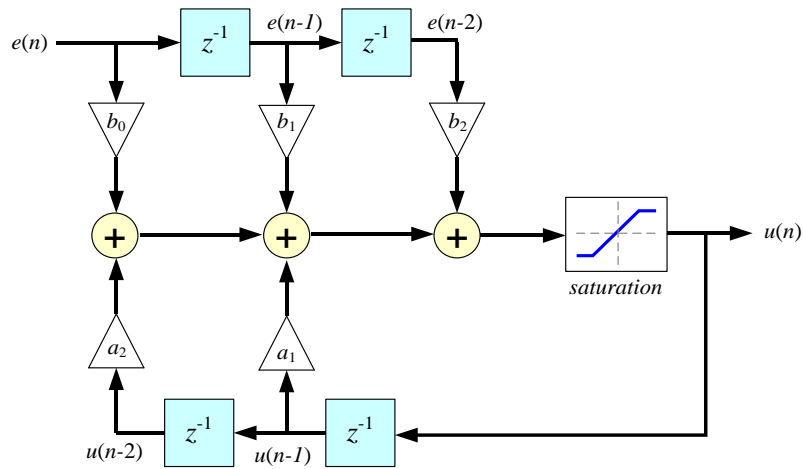 e(n)
z-1
e(n-1)
z-1
e(n-2)
b0
b1
b2
+
+
+
u(n)
saturation
a2
a1
z-1
z-1
u(n-2)
u(n-1)